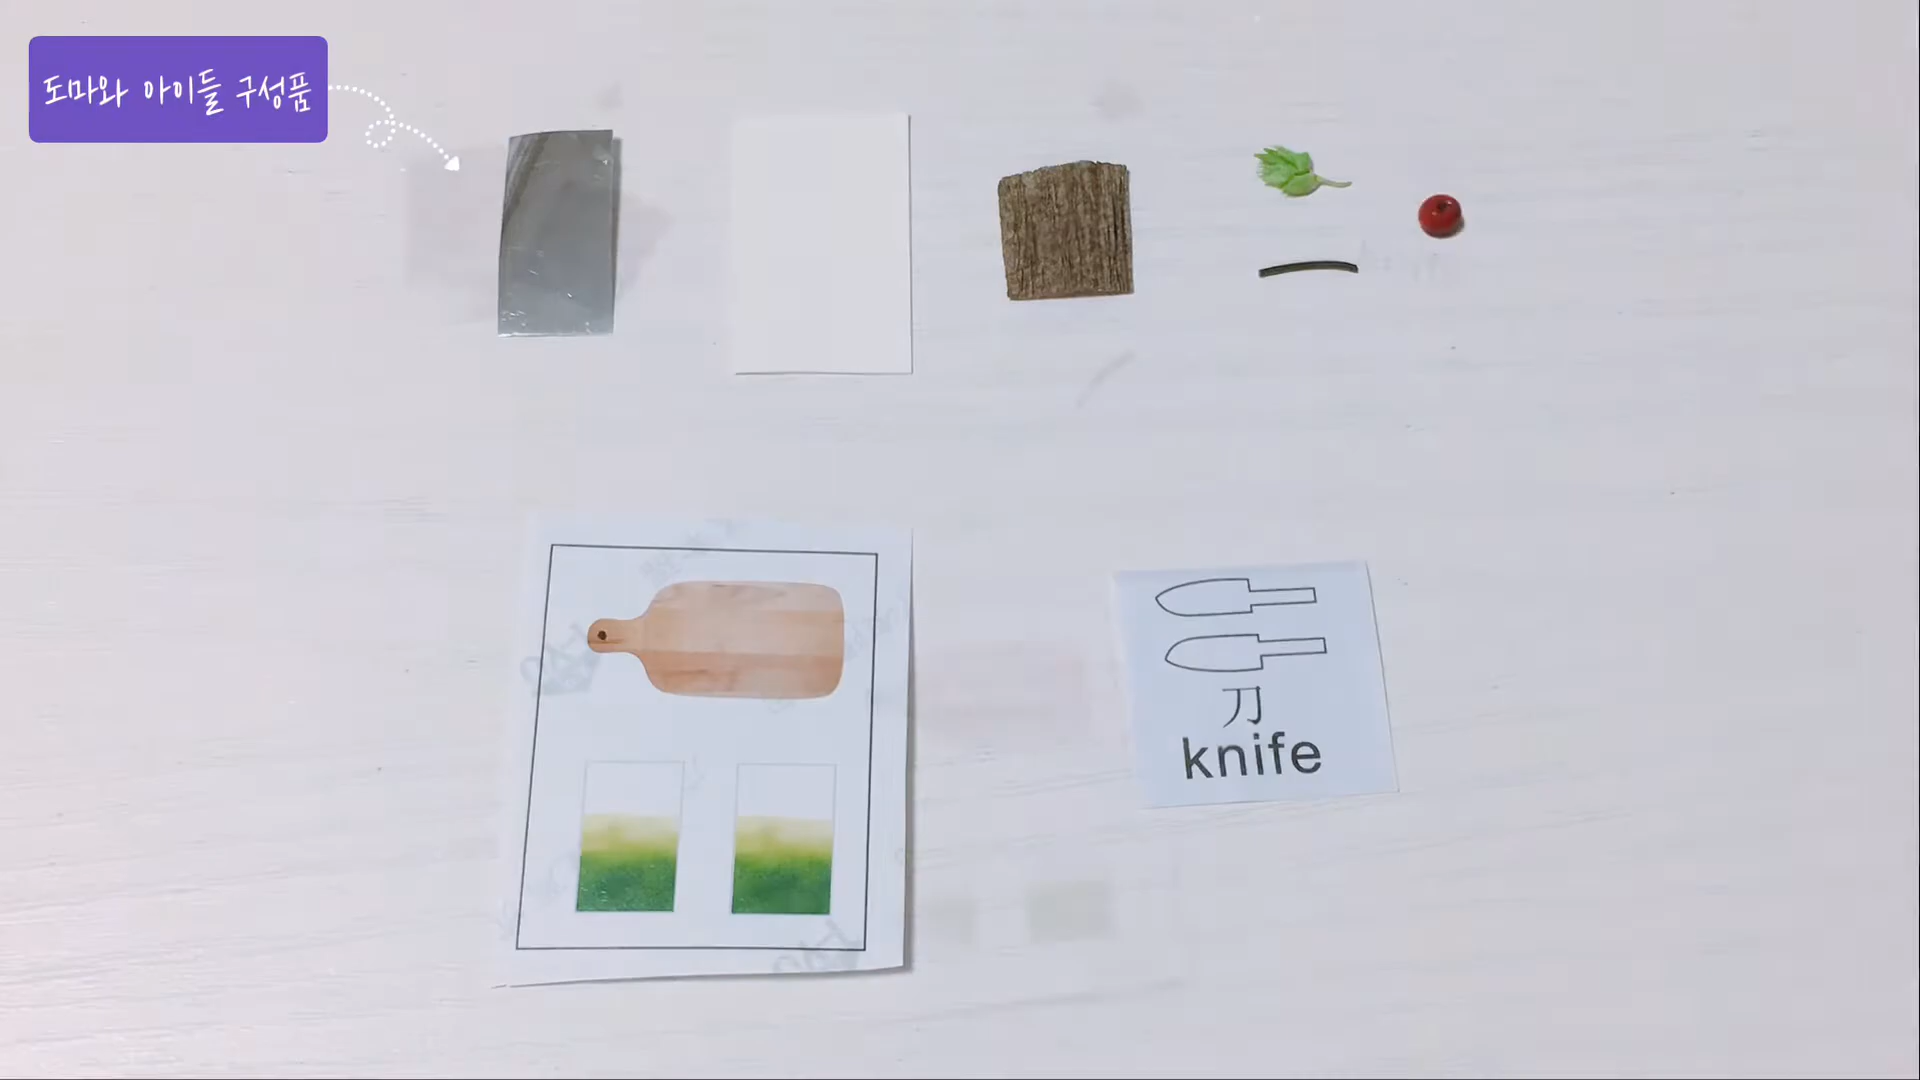 도마와 아이들 구성품
刀
knife